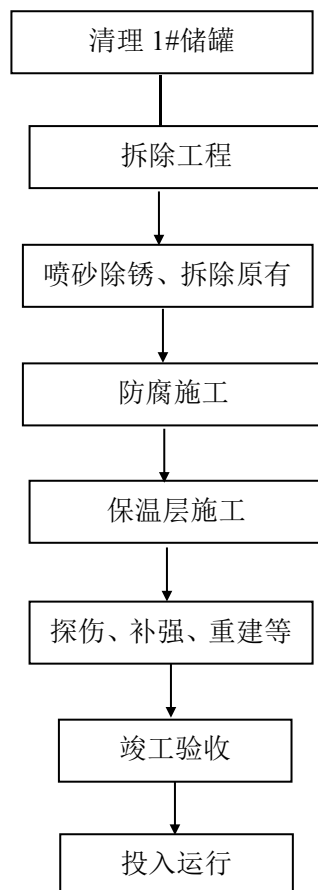 清理 1#储罐
拆除工程
喷砂除锈、拆除原有
防腐施工
保温层施工
探伤、补强、重建等
竣工验收
投入运行